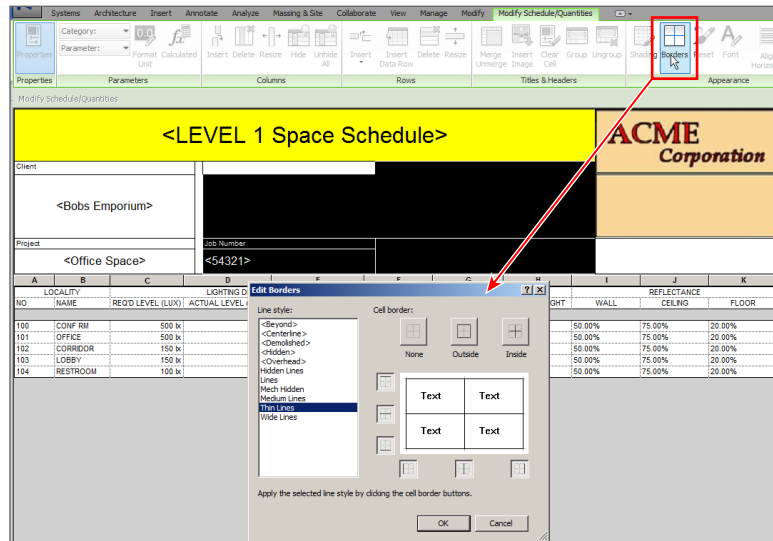 Systems Architecture Insert Annotate Analyze Massing & Site Collaborate View Manage Modify Modify Schedule/Quantities
Category:
Parameter:
Properties
Format Unit
Calculated
Insert Delete Resize Hide Unhide All
Insert
Insert Data Row
Delete Resize
Merge Unmerge
Insert Image
Clear Cell
Group Ungroup
Shading Borders Reset Font
Properties Parameters Columns Rows Titles & Headers Appearance
Modify Schedule/Quantities
<LEVEL 1 Space Schedule>
ACME
Corporation
Client
<Bobs Emporium>
Project
Job Number
<Office Space>
<54321>
A B C D E F G H I J K
LOCALITY LIGHTING REFLECTANCE
NO NAME REQ'D LEVEL (LUX) ACTUAL LEVEL WALL CEILING FLOOR
100 CONF RM 500 lx 50.00% 75.00% 20.00%
101 OFFICE 500 lx 50.00% 75.00% 20.00%
102 CORRIDOR 150 lx 50.00% 75.00% 20.00%
103 LOBBY 150 lx 50.00% 75.00% 20.00%
104 RESTROOM 100 lx 50.00% 75.00% 20.00%
Edit Borders
Line style:
<Beyond>
<Centerline>
<Demolished>
<Hidden>
<Overhead>
Hidden Lines
Lines
Mech Hidden
Medium Lines
Thin Lines
Wide Lines
Cell border:
None Outside Inside
Text Text
Text Text
Apply the selected line style by clicking the cell border buttons.
OK Cancel